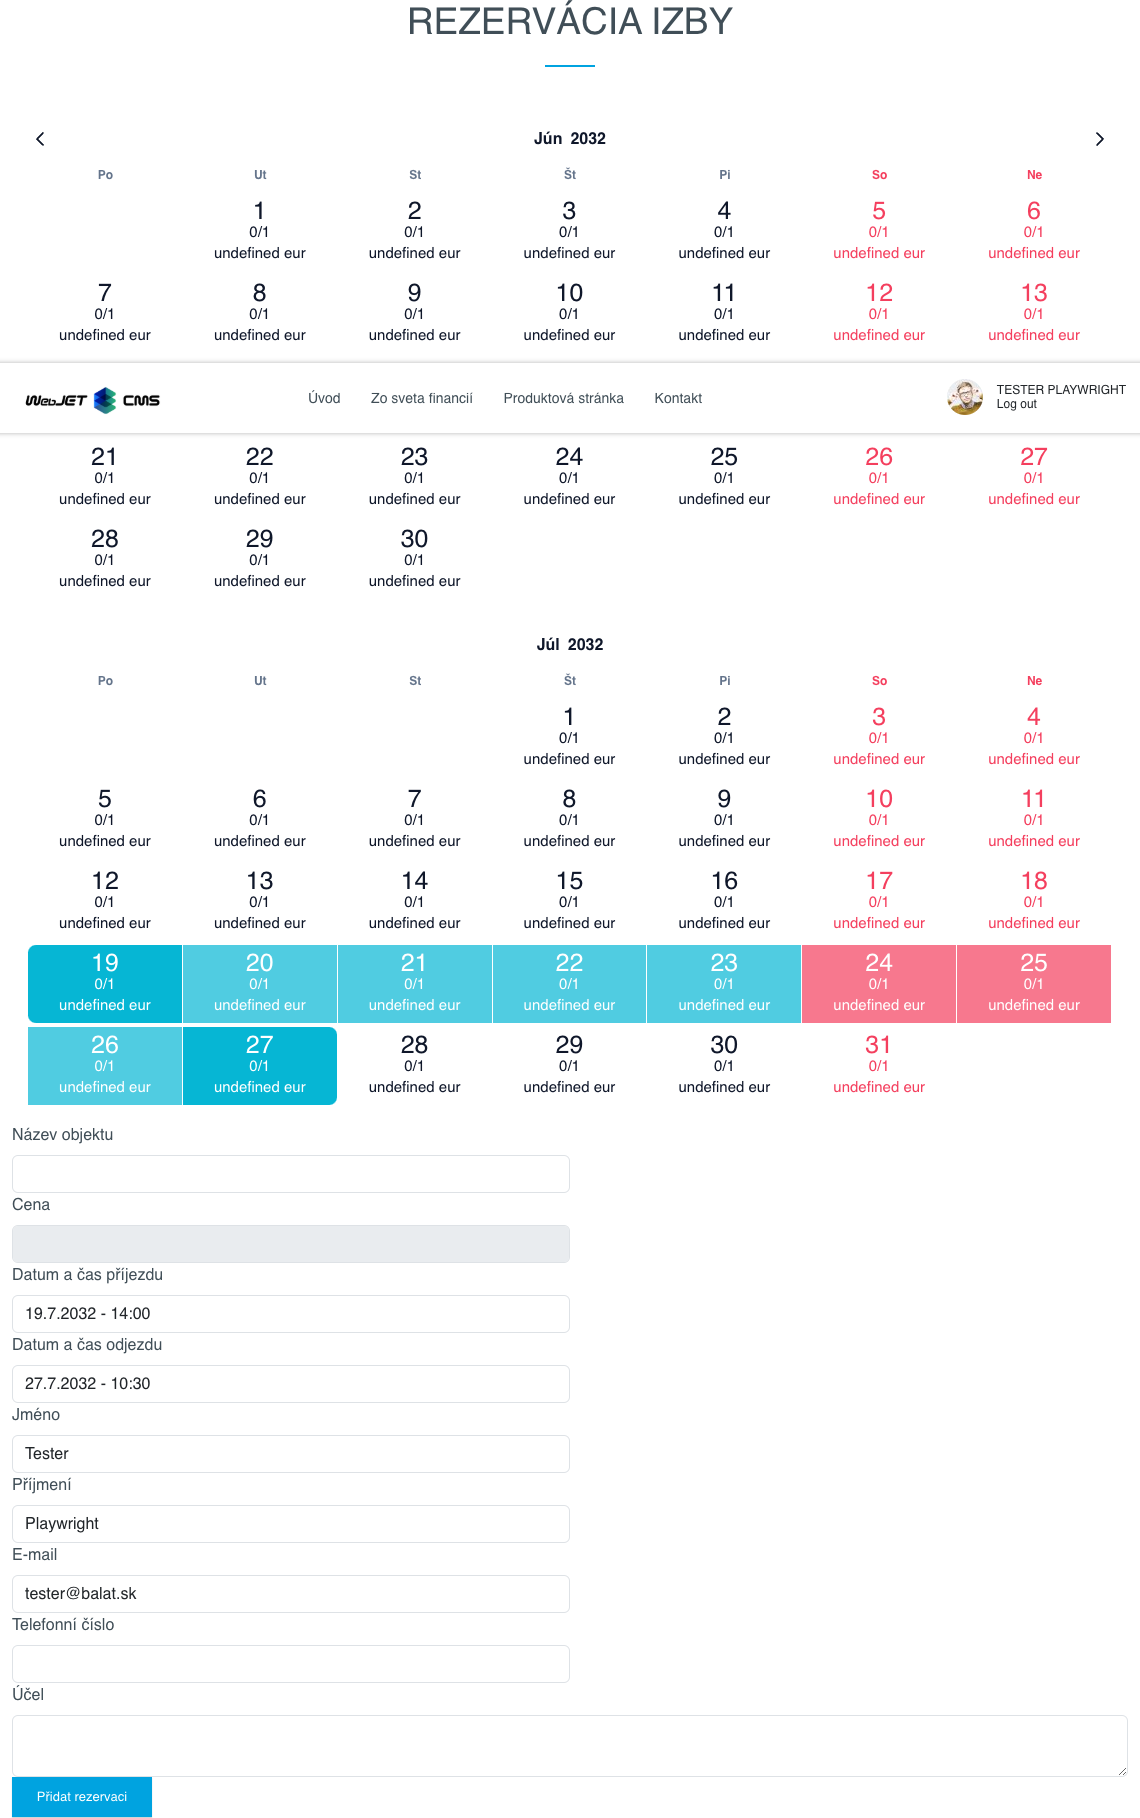 REZERVÁCIA IZBY
Jún 2032
Po Ut St Št Pi So Ne
1 2 3 4 5 6
0/1 0/1 0/1 0/1 0/1 0/1
undefined eur undefined eur undefined eur undefined eur undefined eur undefined eur
7 8 9 10 11 12 13
0/1 0/1 0/1 0/1 0/1 0/1 0/1
undefined eur undefined eur undefined eur undefined eur undefined eur undefined eur undefined eur
WebJET CMS Úvod Zo sveta financií Produktová stránka Kontakt TESTER PLAYWRIGHT
Log out
21 22 23 24 25 26 27
0/1 0/1 0/1 0/1 0/1 0/1 0/1
undefined eur undefined eur undefined eur undefined eur undefined eur undefined eur undefined eur
28 29 30
0/1 0/1 0/1
undefined eur undefined eur undefined eur
Júl 2032
Po Ut St Št Pi So Ne
1 2 3 4
0/1 0/1 0/1 0/1
undefined eur undefined eur undefined eur undefined eur
5 6 7 8 9 10 11
0/1 0/1 0/1 0/1 0/1 0/1 0/1
undefined eur undefined eur undefined eur undefined eur undefined eur undefined eur undefined eur
12 13 14 15 16 17 18
0/1 0/1 0/1 0/1 0/1 0/1 0/1
undefined eur undefined eur undefined eur undefined eur undefined eur undefined eur undefined eur
19 20 21 22 23 24 25
0/1 0/1 0/1 0/1 0/1 0/1 0/1
undefined eur undefined eur undefined eur undefined eur undefined eur undefined eur undefined eur
26 27 28 29 30 31
0/1 0/1 0/1 0/1 0/1 0/1
undefined eur undefined eur undefined eur undefined eur undefined eur undefined eur
Název objektu
Cena
Datum a čas příjezdu
19.7.2032 - 14:00
Datum a čas odjezdu
27.7.2032 - 10:30
Jméno
Tester
Příjmení
Playwright
E-mail
tester@balat.sk
Telefonní číslo
Účel
Přidat rezervaci